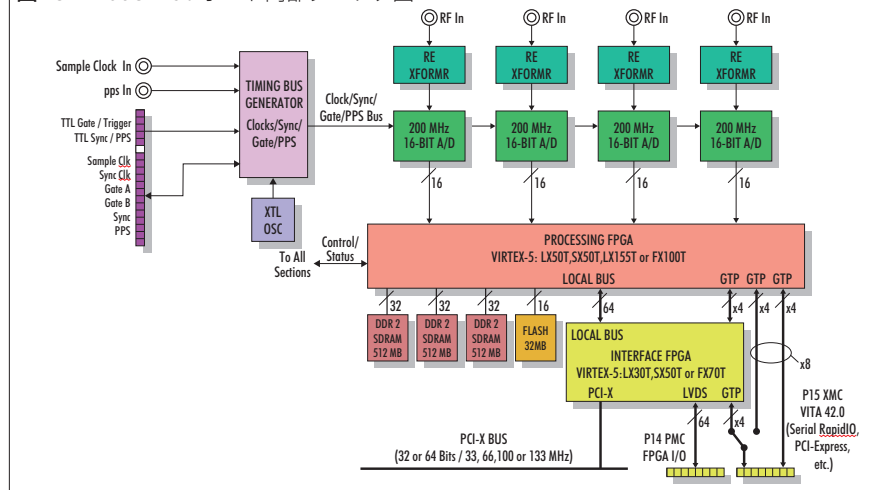 RF In
RF In
RF In
RF In
Sample Clock In
pps In
TTL Gate / Trigger
TTL Sync / PPS
Sample Clk
Sync Clk
Gate A
Gate B
Sync
PPS
TIMING BUS
GENERATOR
Clocks/Sync/
Gate/PPS
XTL
OSC
Clock/Sync/
Gate/PPS Bus
RE
XFORMR
RE
XFORMR
RE
XFORMR
RE
XFORMR
200 MHz
16-BIT A/D
200 MHz
16-BIT A/D
200 MHz
16-BIT A/D
200 MHz
16-BIT A/D
16
16
16
16
Control/
Status
To All
Sections
PROCESSING FPGA
VIRTEX-5: LX50T,SX50T,LX155T or FX100T
LOCAL BUS
GTP
GTP
GTP
32
32
32
16
64
x4
x4
x4
DDR 2
SDRAM
512 MB
DDR 2
SDRAM
512 MB
DDR 2
SDRAM
512 MB
FLASH
32MB
LOCAL BUS
INTERFACE FPGA
VIRTEX-5:LX30T,SX50T or FX70T
PCI-X
LVDS
GTP
x8
64
x4
P15 XMC
VITA 42.0
(Serial RapidIO,
PCI-Express,
etc.)
PCI-X BUS
(32 or 64 Bits / 33, 66,100 or 133 MHz)
P14 PMC
FPGA I/O